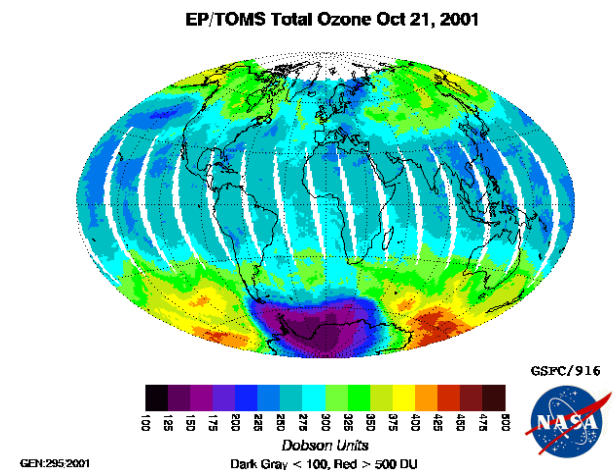 EP/TOMS Total Ozone Oct 21, 2001
GSFC/916
100 125 150 175 200 225 250 275 300 325 350 375 400 425 450 475 500
Dobson Units
Dark Gray < 100, Red > 500 DU
GEN:295/2001
NASA